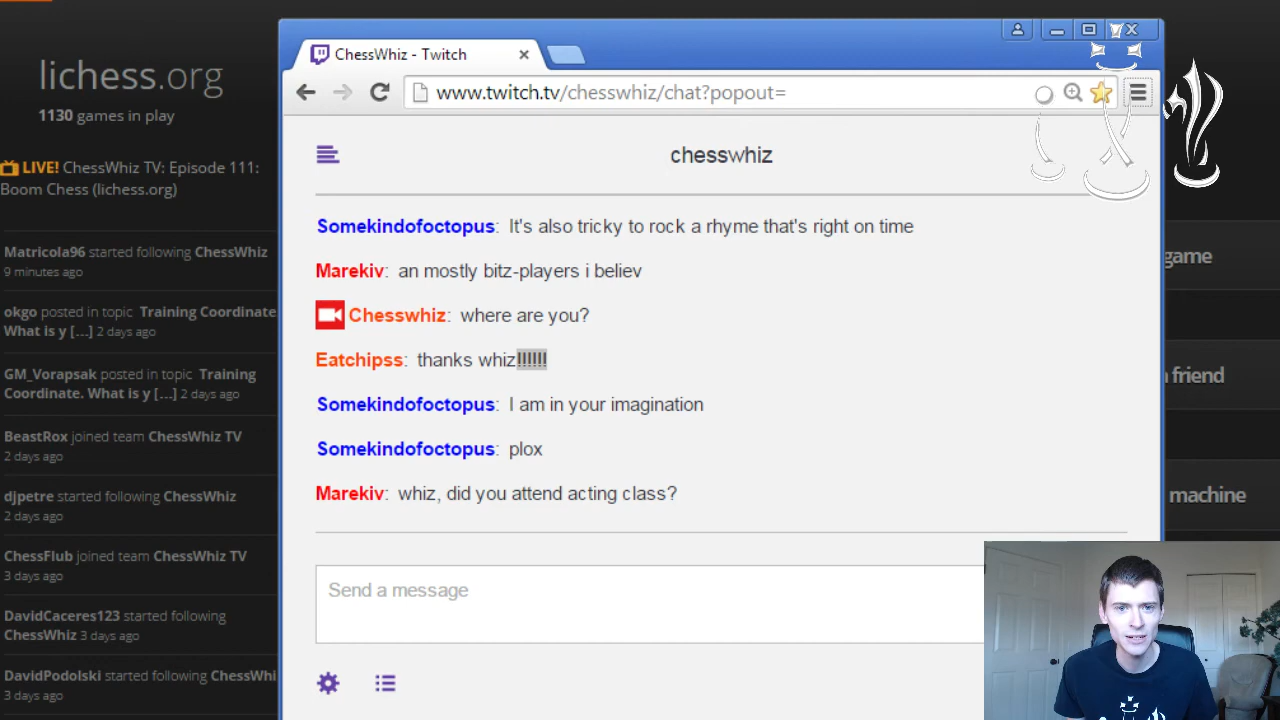 lichess.org
1130 games in play
LIVE! ChessWhiz TV: Episode 111:
Boom Chess (lichess.org)
Matricola96 started following ChessWhiz
9 minutes ago
okgo posted in topic Training Coordinate
What is y [...] 2 days ago
GM_Vorapsak posted in topic Training
Coordinate. What is y [...] 2 days ago
BeastRox joined team ChessWhiz TV
2 days ago
djpetre started following ChessWhiz
2 days ago
ChessFlub joined team ChessWhiz TV
3 days ago
DavidCaceres123 started following
ChessWhiz 3 days ago
DavidPodolski started following ChessWhi
3 days ago
ChessWhiz - Twitch
www.twitch.tv/chesswhiz/chat?popout=
chesswhiz
Somekindofoctopus: It's also tricky to rock a rhyme that's right on time
Marekiv: an mostly bitz-players i believ
Chesswhiz: where are you?
Eatchipss: thanks whiz!!!!!!
Somekindofoctopus: I am in your imagination
Somekindofoctopus: plox
Marekiv: whiz, did you attend acting class?
Send a message
game
friend
machine